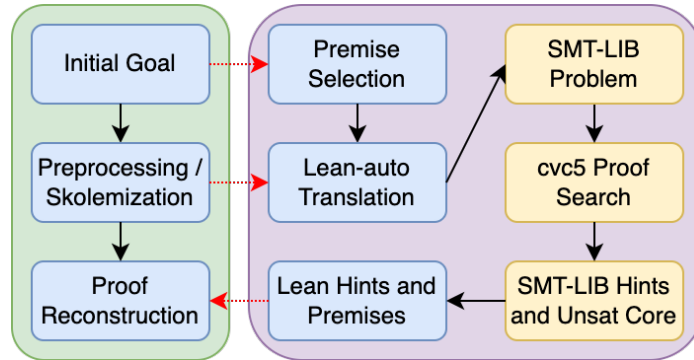 Initial Goal
Premise
Selection
SMT-LIB
Problem
Preprocessing /
Skolemization
Lean-auto
Translation
cvc5 Proof
Search
Proof
Reconstruction
Lean Hints and
Premises
SMT-LIB Hints
and Unsat Core